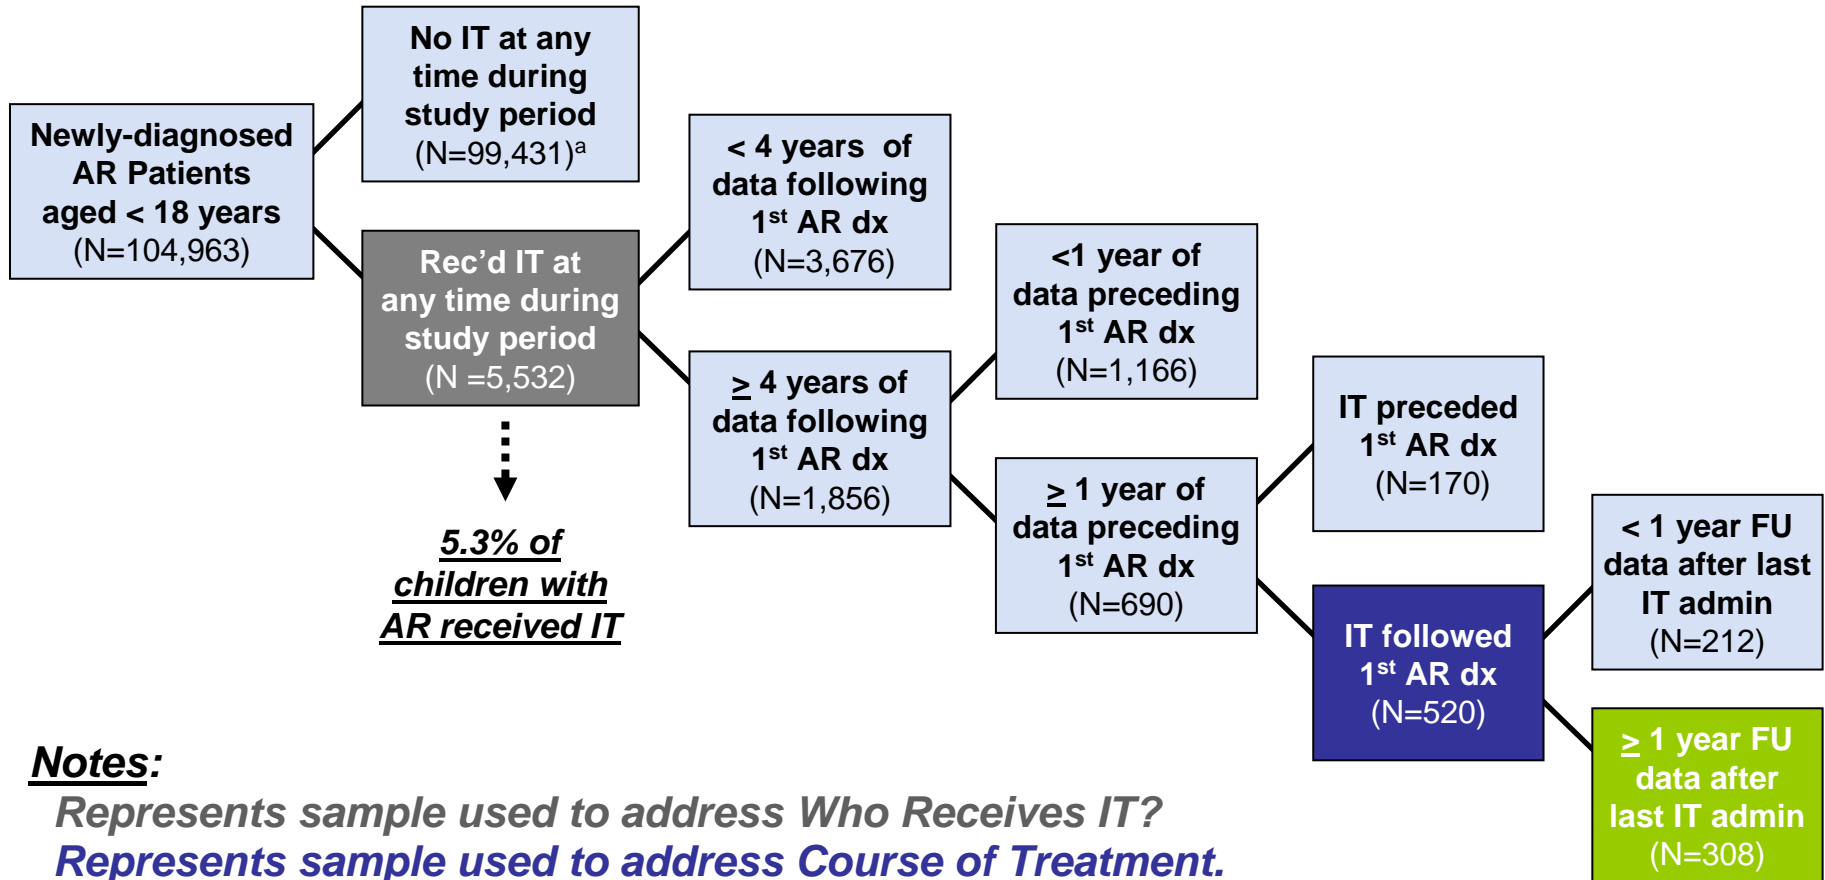 Newly-diagnosed
AR Patients
aged < 18 years
(N=104,963)
No IT at any
time during
study period
(N=99,431)ᵃ
Rec'd IT at
any time during
study period
(N =5,532)
5.3% of
children with
AR received IT
< 4 years of
data following
1ˢᵗ AR dx
(N=3,676)
≥ 4 years of
data following
1ˢᵗ AR dx
(N=1,856)
<1 year of
data preceding
1ˢᵗ AR dx
(N=1,166)
≥ 1 year of
data preceding
1ˢᵗ AR dx
(N=690)
IT preceded
1ˢᵗ AR dx
(N=170)
IT followed
1ˢᵗ AR dx
(N=520)
< 1 year FU
data after last
IT admin
(N=212)
≥ 1 year FU
data after
last IT admin
(N=308)
Notes:
Represents sample used to address Who Receives IT?
Represents sample used to address Course of Treatment.